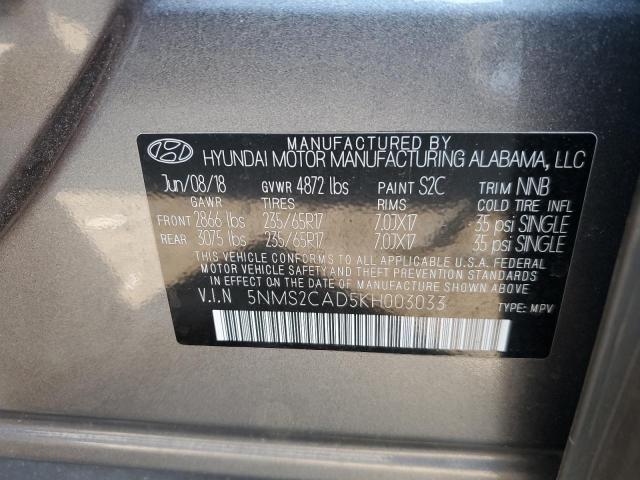 MANUFACTURED BY
HYUNDAI MOTOR MANUFACTURING ALABAMA, LLC
Jun/08/18 GVWR 4872 lbs PAINT S2C TRIM NNB
GAWR TIRES RIMS COLD TIRE INFL
FRONT 2866 lbs 235/65R17 7.0JX17 35 psi SINGLE
REAR 3075 lbs 235/65R17 7.0JX17 35 psi SINGLE
THIS VEHICLE CONFORMS TO ALL APPLICABLE U.S. FEDERAL
MOTOR VEHICLE SAFETY AND THEFT PREVENTION STANDARDS
IN EFFECT ON THE DATE OF MANUFACTURE SHOWN ABOVE.
V.I.N 5NMS2CAD5KH003033 TYPE: MPV